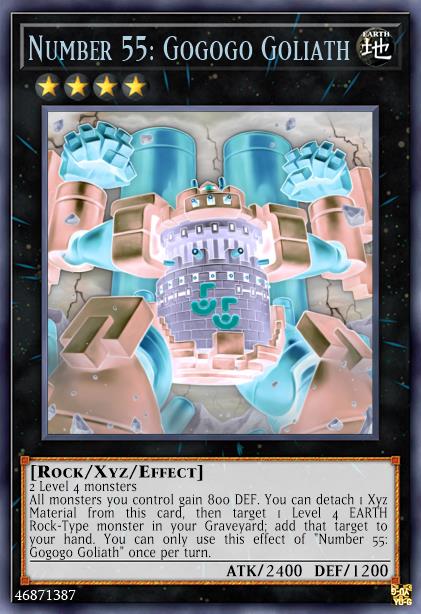 Number 55: Gogogo Goliath
EARTH
地
55
[Rock/Xyz/Effect]
2 Level 4 monsters
All monsters you control gain 800 DEF. You can detach 1 Xyz
Material from this card, then target 1 Level 4 EARTH
Rock-Type monster in your Graveyard; add that target to
your hand. You can only use this effect of "Number 55:
Gogogo Goliath" once per turn.
ATK/2400 DEF/1200
46871387